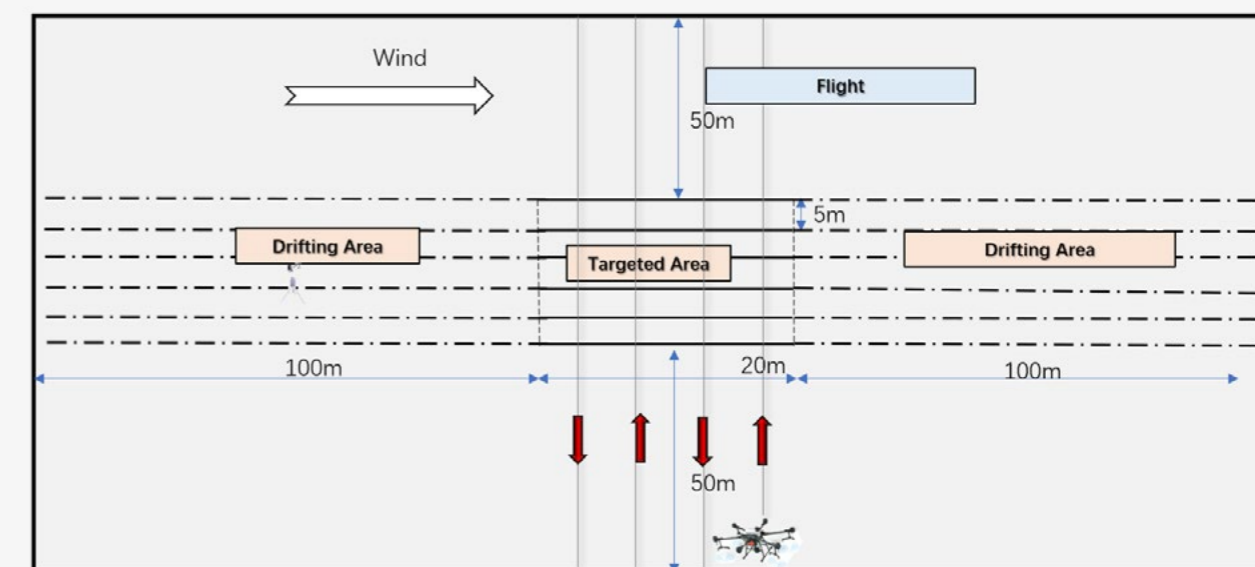 Wind
Flight
50m
5m
Drifting Area
Targeted Area
Drifting Area
100m
20m
100m
50m